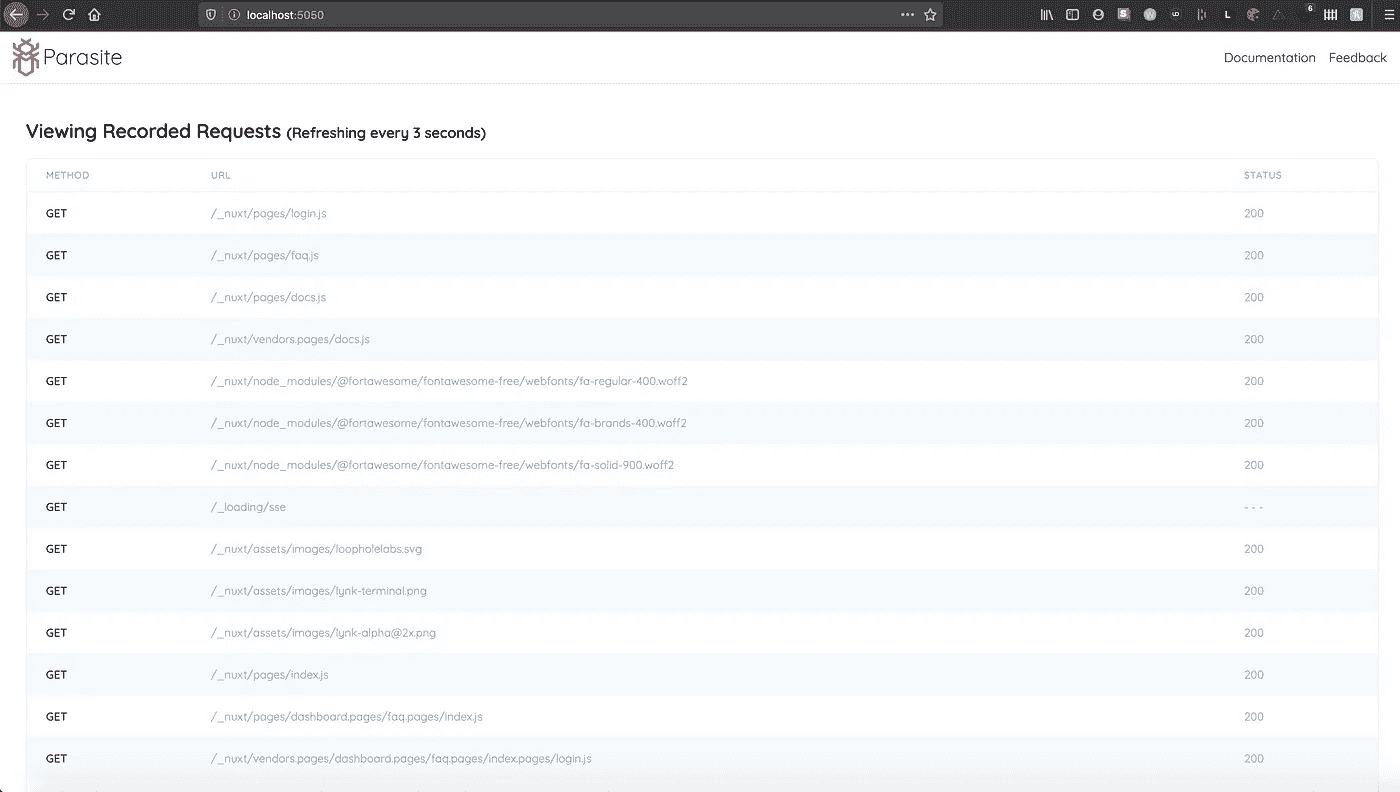 localhost:5050
S W L 6
Parasite Documentation Feedback
Viewing Recorded Requests (Refreshing every 3 seconds)
METHOD URL STATUS
GET /_nuxt/pages/login.js 200
GET /_nuxt/pages/faq.js 200
GET /_nuxt/pages/docs.js 200
GET /_nuxt/vendors.pages/docs.js 200
GET /_nuxt/node_modules/@fortawesome/fontawesome-free/webfonts/fa-regular-400.woff2 200
GET /_nuxt/node_modules/@fortawesome/fontawesome-free/webfonts/fa-brands-400.woff2 200
GET /_nuxt/node_modules/@fortawesome/fontawesome-free/webfonts/fa-solid-900.woff2 200
GET /_loading/sse ---
GET /_nuxt/assets/images/loopholelabs.svg 200
GET /_nuxt/assets/images/lynk-terminal.png 200
GET /_nuxt/assets/images/lynk-alpha@2x.png 200
GET /_nuxt/pages/index.js 200
GET /_nuxt/pages/dashboard.pages/faq.pages/index.js 200
GET /_nuxt/vendors.pages/dashboard.pages/faq.pages/index.pages/login.js 200